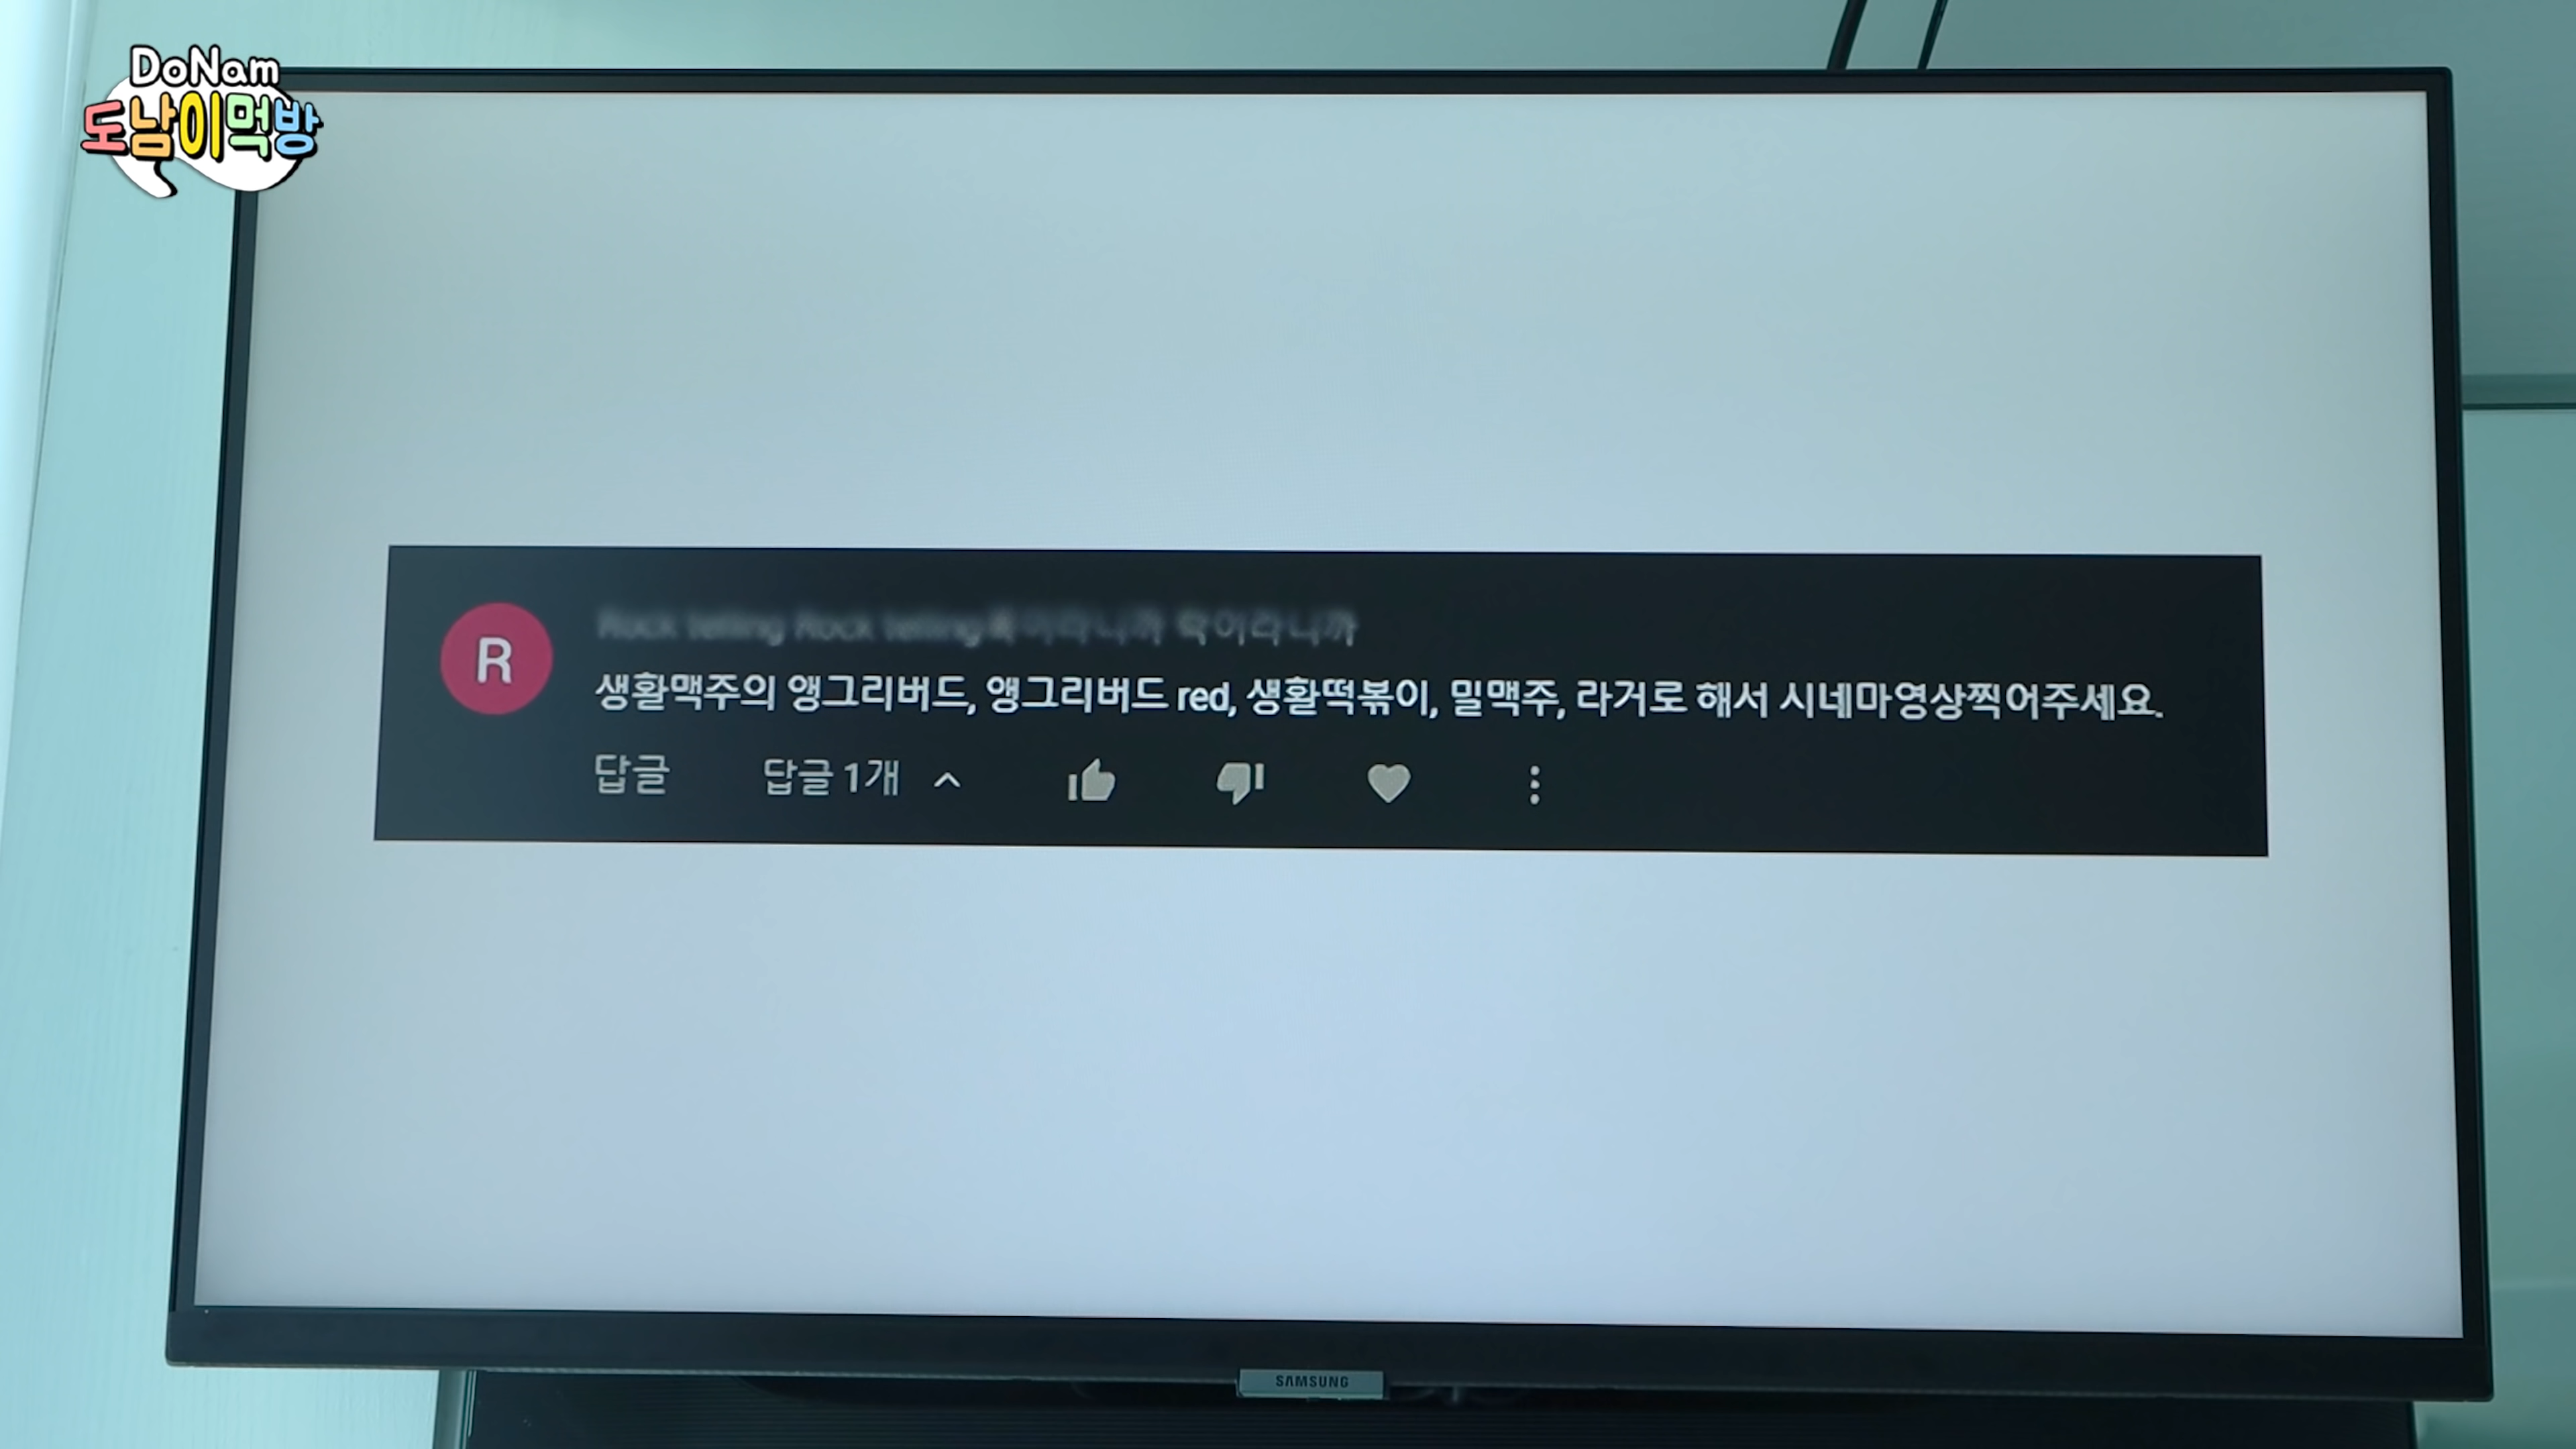 DoNam
도남이먹방
R
생활맥주의 앵그리버드, 앵그리버드 red, 생활떡볶이, 밀맥주, 라거로 해서 시네마영상찍어주세요.
답글 답글 1개
SAMSUNG